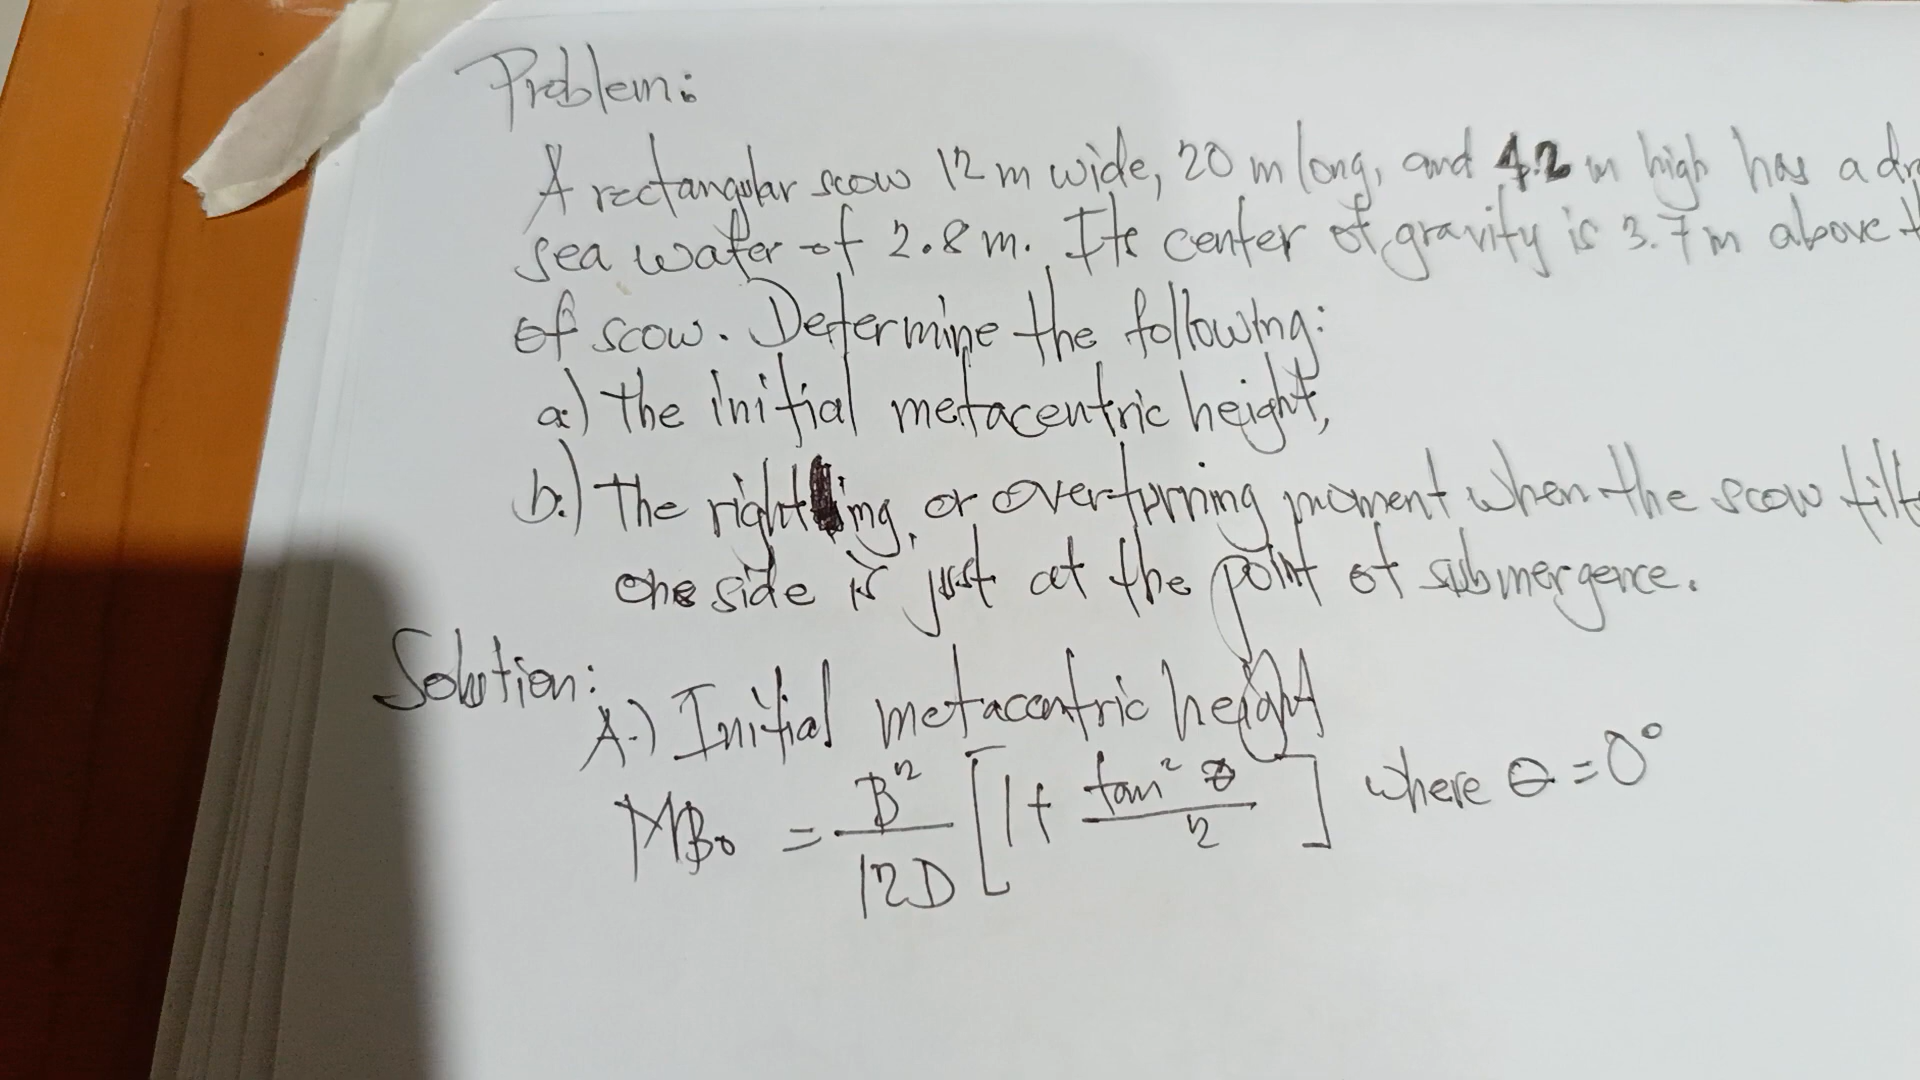 Problem:
A rectangular scow 12 m wide, 20 m long, and 4.2 m high has a dr
sea water of 2.8 m. Its center of gravity is 3.7 m above t
of scow. Determine the following:
a.) the initial metacentric height,
b.) the righting or overturning moment when the scow tilt
one side is just at the point of submergence.
Solution:
A.) Initial metacentric height
MB₀ = B²/12D [1 + tan² θ/2] where θ = 0°